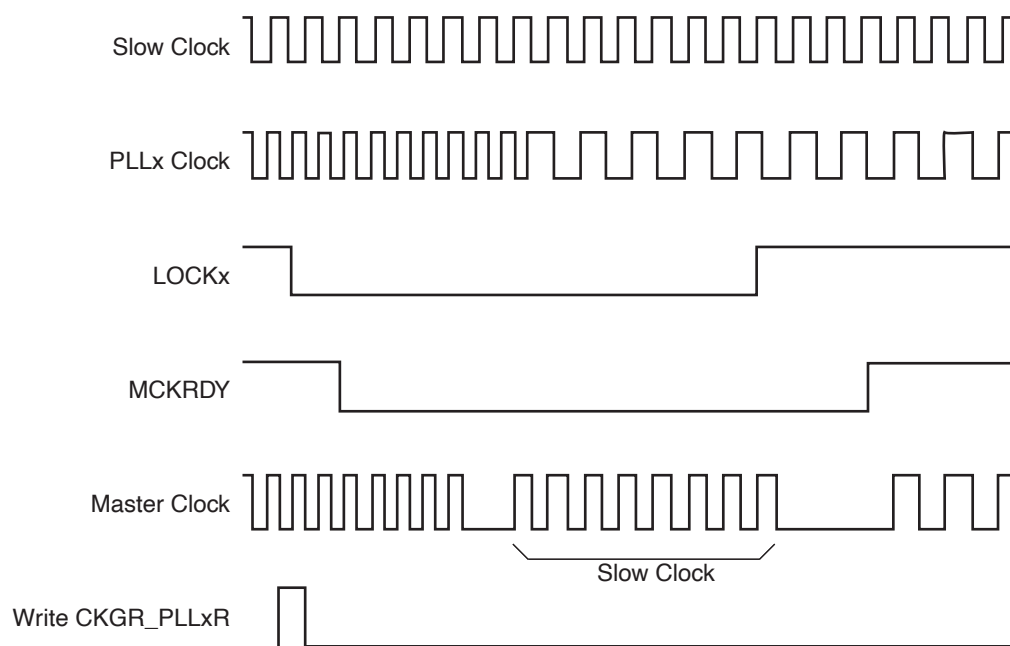 Slow Clock
PLLx Clock
LOCKx
MCKRDY
Master Clock
Slow Clock
Write CKGR_PLLxR